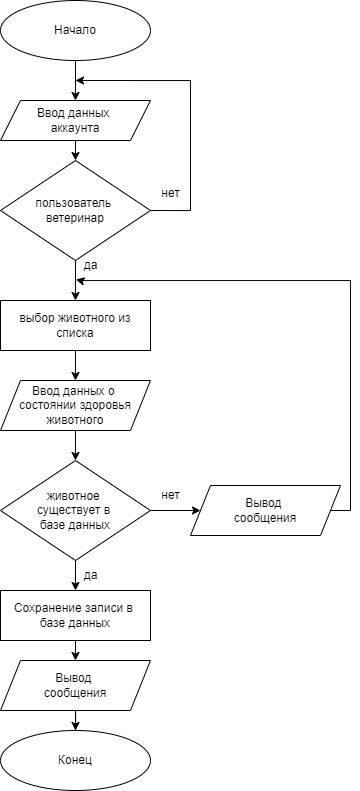 Начало
Ввод данных
аккаунта
нет
пользователь
ветеринар
да
выбор животного из
списка
Ввод данных о
состоянии здоровья
животного
животное
существует в
базе данных
нет
Вывод
сообщения
да
Сохранение записи в
базе данных
Вывод
сообщения
Конец